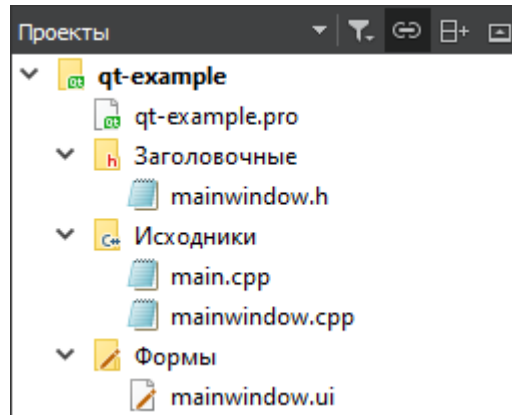 Проекты
qt-example
qt-example.pro
Заголовочные
mainwindow.h
Исходники
main.cpp
mainwindow.cpp
Формы
mainwindow.ui